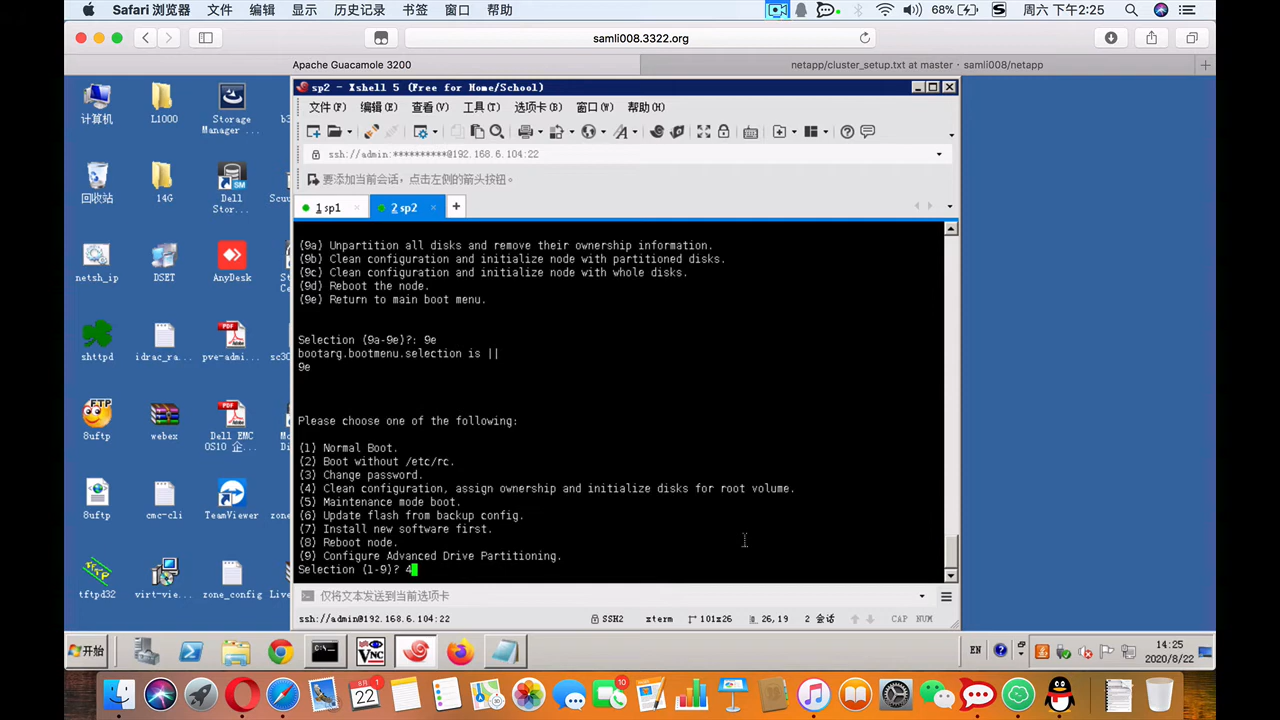 Safari 浏览器 文件 编辑 显示 历史记录 书签 窗口 帮助 68% 周六 下午2:25
samli008.3322.org
Apache Guacamole 3200 netapp/cluster_setup.txt at master · samli008/netapp
计算机
L1000
Storage Manager ...
回收站
14G
Dell Stor...
netsh_ip
DSET
AnyDesk
shttpd
8uftp
webex
Dell EMC OS10 企...
8uftp
cmc-cli
TeamViewer
tftpd32
virt-vie...
zone_config
sp2 - Xshell 5 (Free for Home/School)
文件(F) 编辑(E) 查看(V) 工具(T) 选项卡(B) 窗口(W) 帮助(H)
ssh://admin:**********@192.168.6.104:22
要添加当前会话，点击左侧的箭头按钮。
1 sp1 2 sp2
(9a) Unpartition all disks and remove their ownership information.
(9b) Clean configuration and initialize node with partitioned disks.
(9c) Clean configuration and initialize node with whole disks.
(9d) Reboot the node.
(9e) Return to main boot menu.
Selection (9a-9e)?: 9e
bootarg.bootmenu.selection is ||
9e
Please choose one of the following:
(1) Normal Boot.
(2) Boot without /etc/rc.
(3) Change password.
(4) Clean configuration, assign ownership and initialize disks for root volume.
(5) Maintenance mode boot.
(6) Update flash from backup config.
(7) Install new software first.
(8) Reboot node.
(9) Configure Advanced Drive Partitioning.
Selection (1-9)? 4
仅将文本发送到当前选项卡
ssh://admin@192.168.6.104:22 SSH2 xterm 101x26 26,19 2 会话 CAP NUM
开始 EN 14:25
2020/8/22